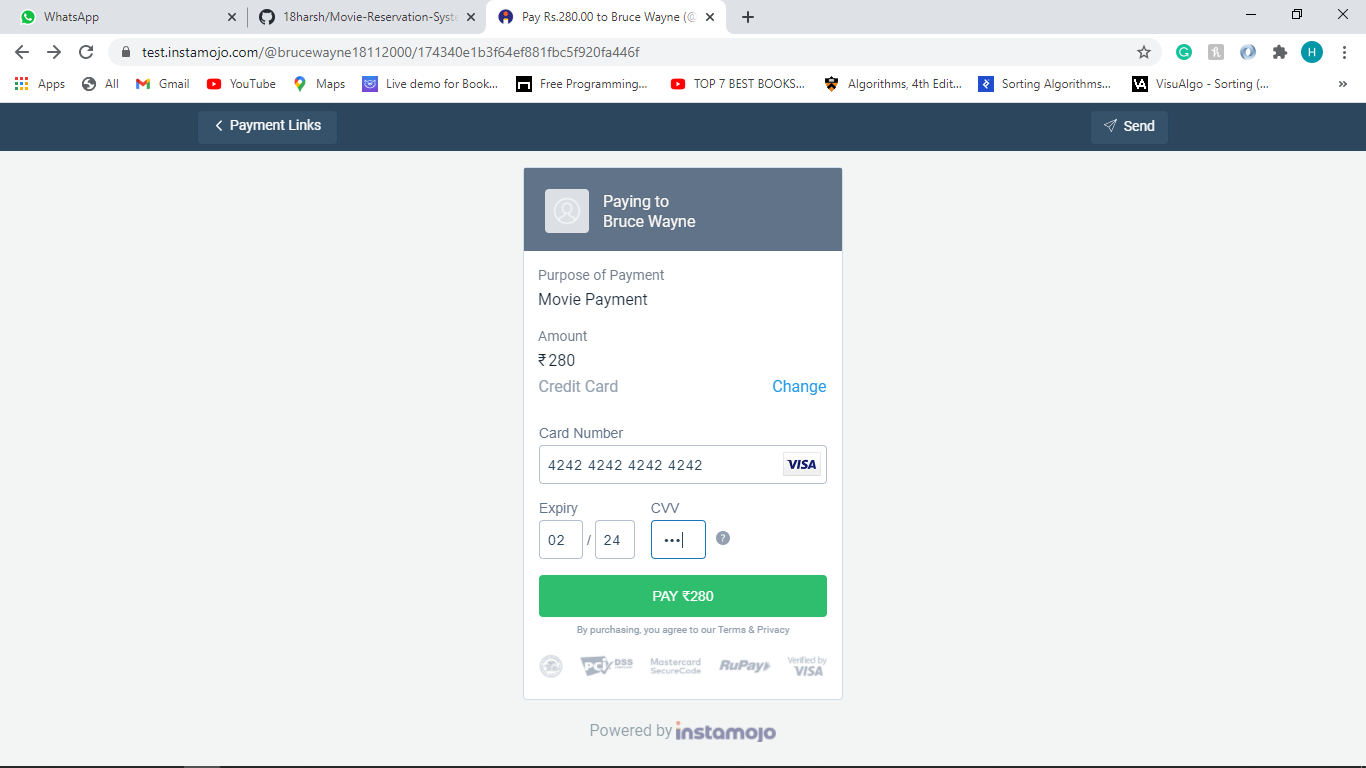 WhatsApp
18harsh/Movie-Reservation-Syste
Pay Rs.280.00 to Bruce Wayne (@
test.instamojo.com/@brucewayne18112000/174340e1b3f64ef881fbc5f920fa446f
H
Apps
All
Gmail
YouTube
Maps
Live demo for Book...
Free Programming...
TOP 7 BEST BOOKS...
Algorithms, 4th Edit...
Sorting Algorithms...
VisuAlgo - Sorting (...
Payment Links
Send
Paying to
Bruce Wayne
Purpose of Payment
Movie Payment
Amount
₹280
Credit Card Change
Card Number
4242 4242 4242 4242 VISA
Expiry CVV
02 / 24 •••
PAY ₹280
By purchasing, you agree to our Terms & Privacy
PCI DSS
Mastercard
SecureCode
RuPay
Verified by
VISA
Powered by instamojo